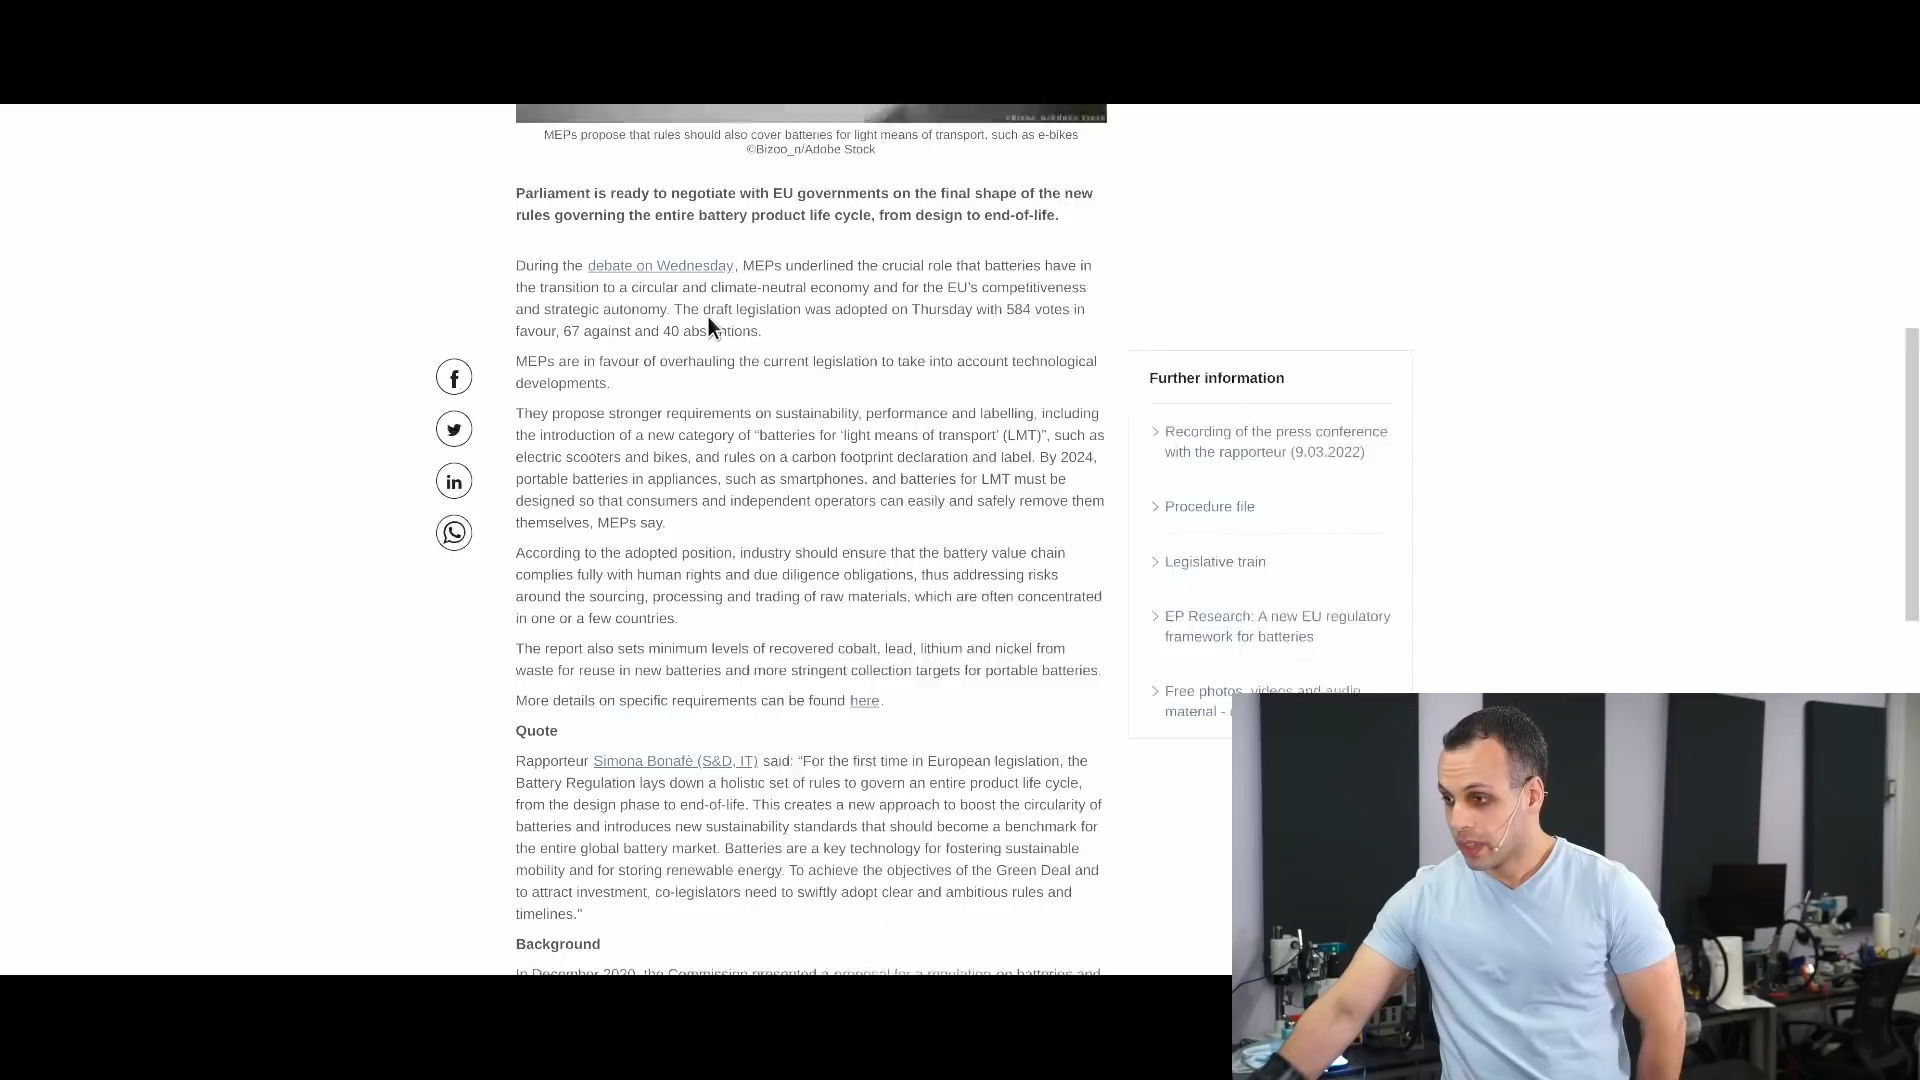 MEPs propose that rules should also cover batteries for light means of transport, such as e-bikes
©Bizoo_n/Adobe Stock
Parliament is ready to negotiate with EU governments on the final shape of the new
rules governing the entire battery product life cycle, from design to end-of-life.
During the debate on Wednesday, MEPs underlined the crucial role that batteries have in
the transition to a circular and climate-neutral economy and for the EU’s competitiveness
and strategic autonomy. The draft legislation was adopted on Thursday with 584 votes in
favour, 67 against and 40 abstentions.
MEPs are in favour of overhauling the current legislation to take into account technological
developments.
They propose stronger requirements on sustainability, performance and labelling, including
the introduction of a new category of “batteries for ‘light means of transport’ (LMT)”, such as
electric scooters and bikes, and rules on a carbon footprint declaration and label. By 2024,
portable batteries in appliances, such as smartphones, and batteries for LMT must be
designed so that consumers and independent operators can easily and safely remove them
themselves, MEPs say.
According to the adopted position, industry should ensure that the battery value chain
complies fully with human rights and due diligence obligations, thus addressing risks
around the sourcing, processing and trading of raw materials, which are often concentrated
in one or a few countries.
The report also sets minimum levels of recovered cobalt, lead, lithium and nickel from
waste for reuse in new batteries and more stringent collection targets for portable batteries.
More details on specific requirements can be found here.
Quote
Rapporteur Simona Bonafè (S&D, IT) said: “For the first time in European legislation, the
Battery Regulation lays down a holistic set of rules to govern an entire product life cycle,
from the design phase to end-of-life. This creates a new approach to boost the circularity of
batteries and introduces new sustainability standards that should become a benchmark for
the entire global battery market. Batteries are a key technology for fostering sustainable
mobility and for storing renewable energy. To achieve the objectives of the Green Deal and
to attract investment, co-legislators need to swiftly adopt clear and ambitious rules and
timelines."
Background
In December 2020, the Commission presented a proposal for a regulation on batteries and
Further information
Recording of the press conference
with the rapporteur (9.03.2022)
Procedure file
Legislative train
EP Research: A new EU regulatory
framework for batteries
Free photos, videos and audio
material -